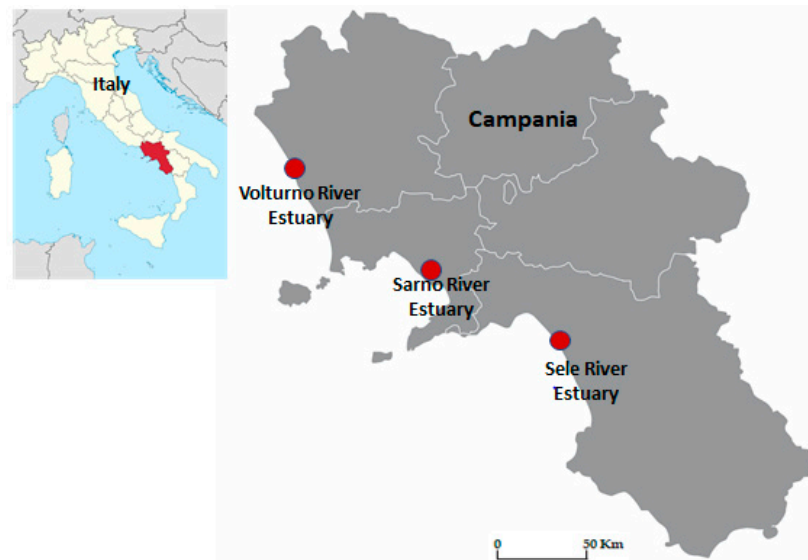 Italy
Campania
Volturno River
Estuary
Sarno River
Estuary
Sele River
Estuary
0 50 Km